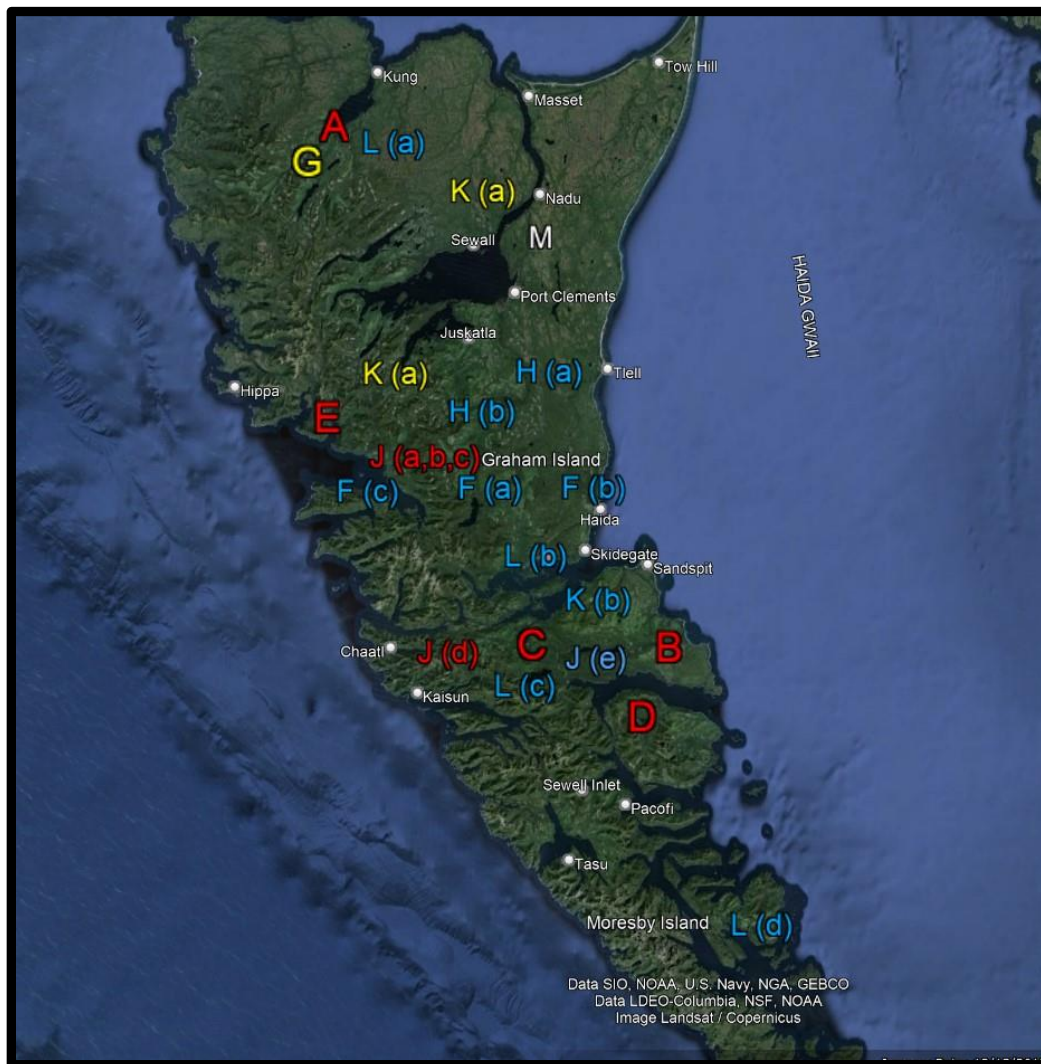 Kung
Tow Hill
Masset
A
L (a)
G
K (a)
Nadu
M
Sewall
Port Clements
HAIDA GWAII
Juskatla
K (a)
H (a)
Tlell
Hippa
H (b)
E
J (a,b,c)
Graham Island
F (c)
F (a)
F (b)
Haida
L (b)
Skidegate
Sandspit
K (b)
Chaatl
J (d)
C
J (e)
B
L (c)
Kaisun
D
Sewell Inlet
Pacofi
Tasu
Moresby Island
L (d)
Data SIO, NOAA, U.S. Navy, NGA, GEBCO
Data LDEO-Columbia, NSF, NOAA
Image Landsat / Copernicus